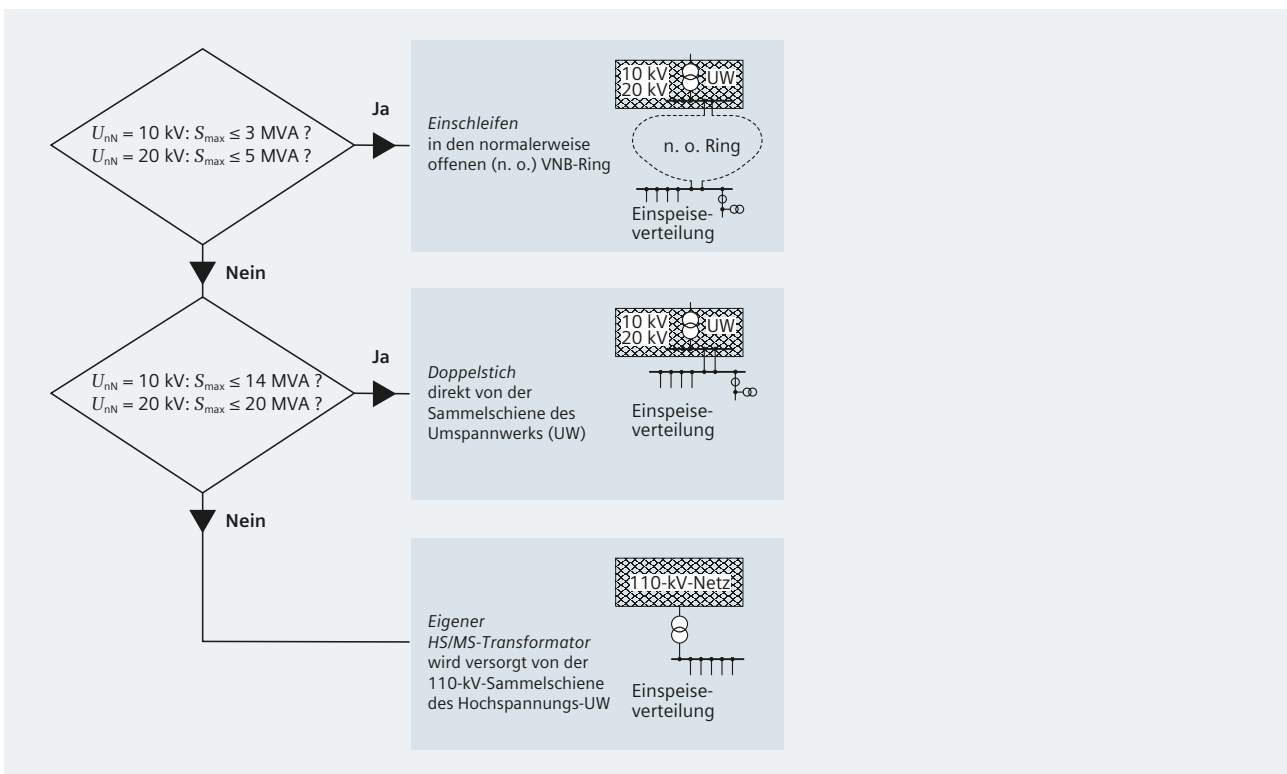 U_nN = 10 kV: S_max ≤ 3 MVA ?
U_nN = 20 kV: S_max ≤ 5 MVA ?
Ja
Einschleifen
in den normalerweise
offenen (n. o.) VNB-Ring
10 kV
20 kV
UW
n. o. Ring
Einspeise-
verteilung
Nein
U_nN = 10 kV: S_max ≤ 14 MVA ?
U_nN = 20 kV: S_max ≤ 20 MVA ?
Ja
Doppelstich
direkt von der
Sammelschiene des
Umspannwerks (UW)
10 kV
20 kV
UW
Einspeise-
verteilung
Nein
Eigener
HS/MS-Transformator
wird versorgt von der
110-kV-Sammelschiene
des Hochspannungs-UW
110-kV-Netz
Einspeise-
verteilung